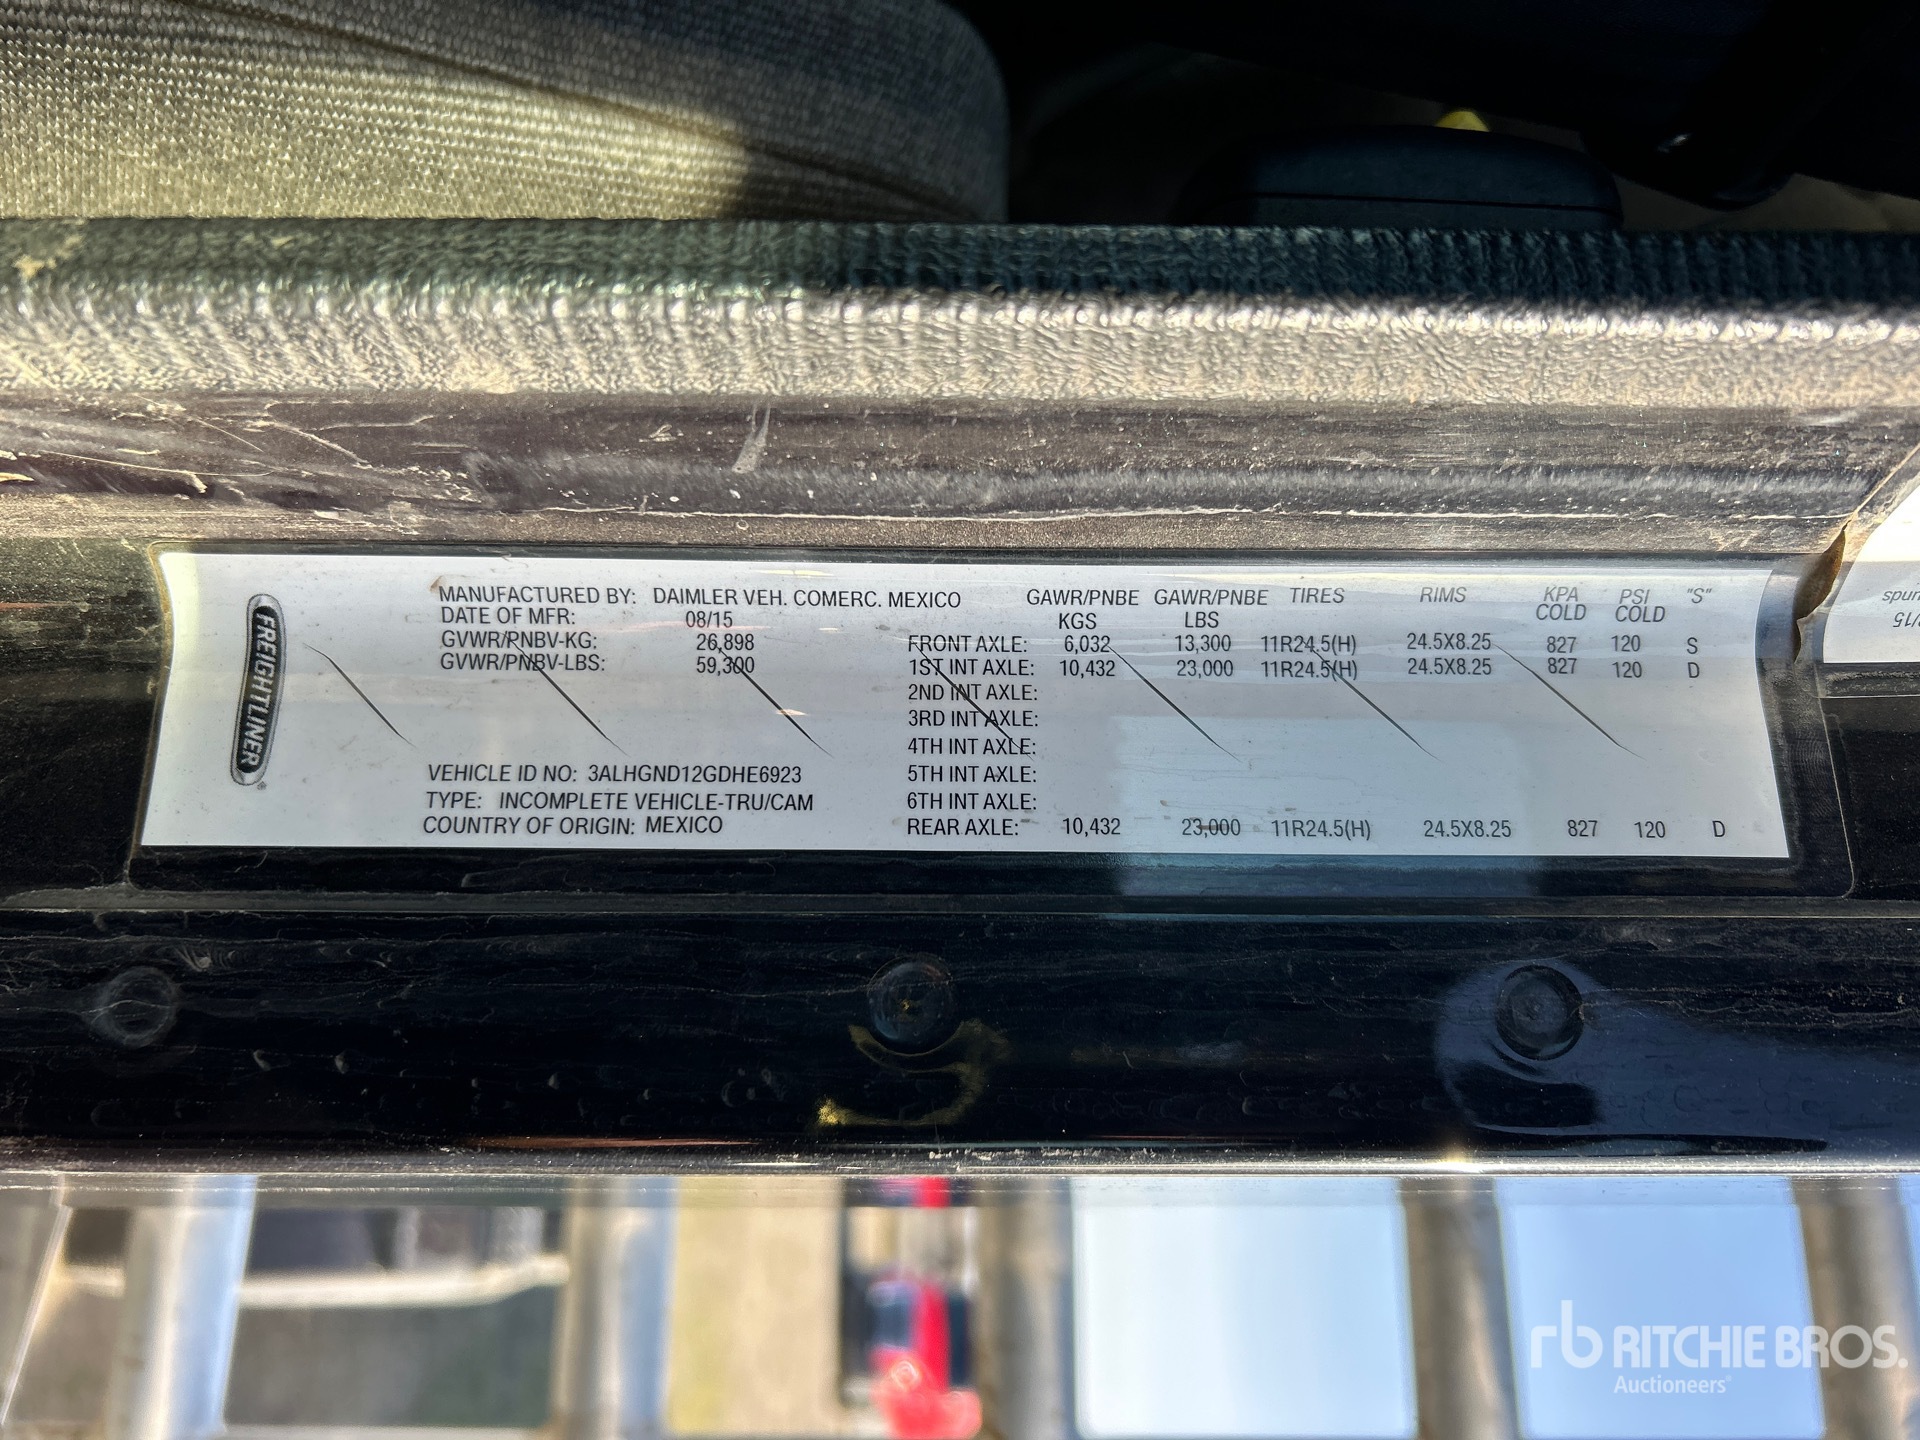 FREIGHTLINER
MANUFACTURED BY: DAIMLER VEH. COMERC. MEXICO
DATE OF MFR: 08/15
GVWR/PNBV-KG: 26,898
GVWR/PNBV-LBS: 59,300
VEHICLE ID NO: 3ALHGND12GDHE6923
TYPE: INCOMPLETE VEHICLE-TRU/CAM
COUNTRY OF ORIGIN: MEXICO
GAWR/PNBE GAWR/PNBE TIRES RIMS KPA PSI "S"
KGS LBS COLD COLD
FRONT AXLE: 6,032 13,300 11R24.5(H) 24.5X8.25 827 120 S
1ST INT AXLE: 10,432 23,000 11R24.5(H) 24.5X8.25 827 120 D
2ND INT AXLE:
3RD INT AXLE:
4TH INT AXLE:
5TH INT AXLE:
6TH INT AXLE:
REAR AXLE: 10,432 23,000 11R24.5(H) 24.5X8.25 827 120 D
rb RITCHIE BROS.
Auctioneers